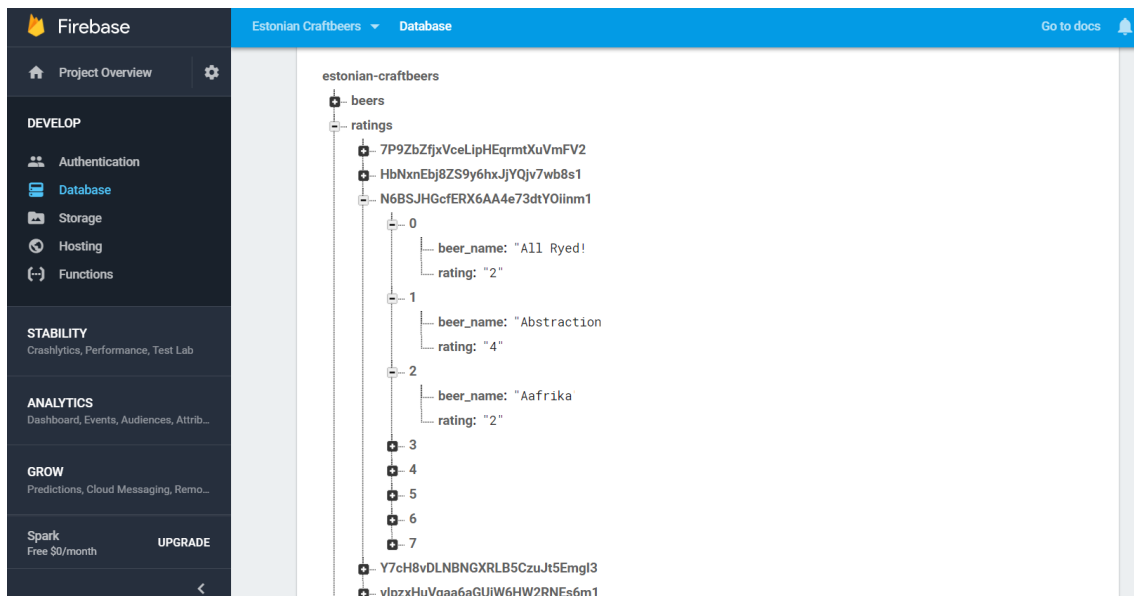 Firebase
Estonian Craftbeers Database Go to docs
Project Overview
DEVELOP
Authentication
Database
Storage
Hosting
Functions
STABILITY
Crashlytics, Performance, Test Lab
ANALYTICS
Dashboard, Events, Audiences, Attrib...
GROW
Predictions, Cloud Messaging, Remo...
Spark
Free $0/month
UPGRADE
estonian-craftbeers
beers
ratings
7P9ZbZfjxVceLipHEqrmtXuVmFV2
HbNxnEbj8ZS9y6hxJjYQjv7wb8s1
N6BSJHGcfERX6AA4e73dtYOiinm1
0
beer_name: "All Ryed!
rating: "2"
1
beer_name: "Abstraction
rating: "4"
2
beer_name: "Aafrika
rating: "2"
3
4
5
6
7
Y7cH8vDLNBNGXRLB5CzuJt5Emgl3